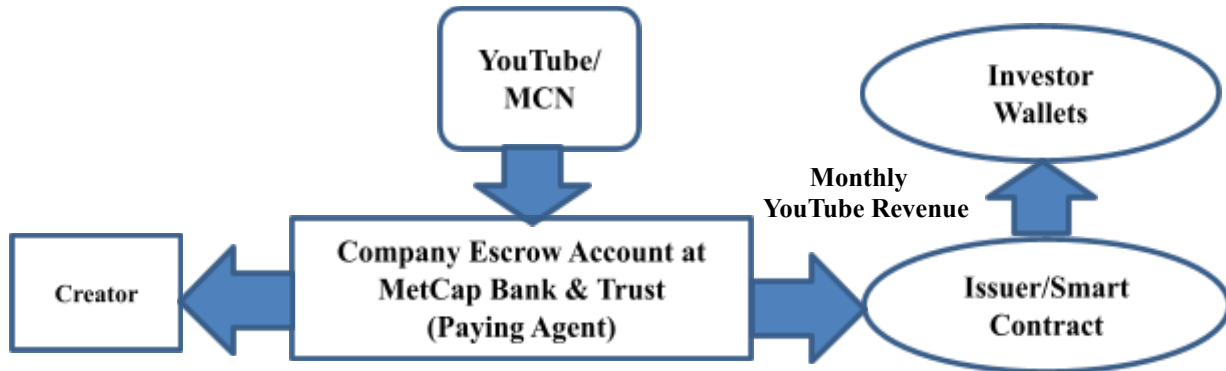 YouTube/
MCN
Investor
Wallets
Monthly
YouTube Revenue
Creator
Company Escrow Account at
MetCap Bank & Trust
(Paying Agent)
Issuer/Smart
Contract